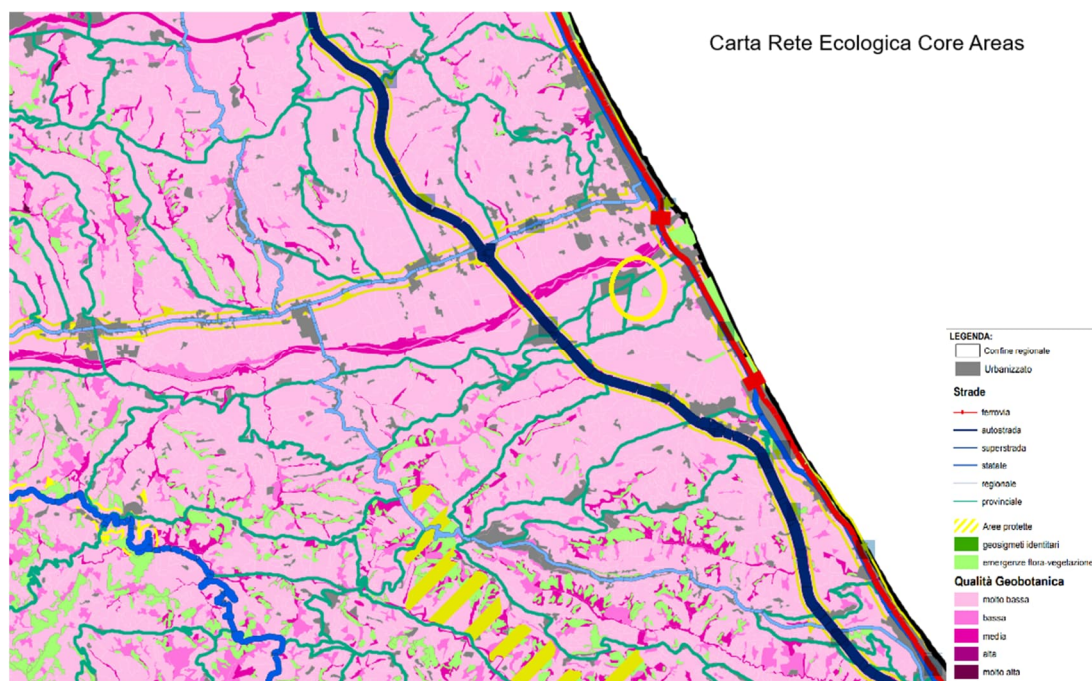 Carta Rete Ecologica Core Areas
LEGENDA:
Confine regionale
Urbanizzato
Strade
ferrovia
autostrada
superstrada
statale
regionale
provinciale
Aree protette
geosigmeti identitari
emergenze flora-vegetazione
Qualità Geobotanica
molto bassa
bassa
media
alta
molto alta